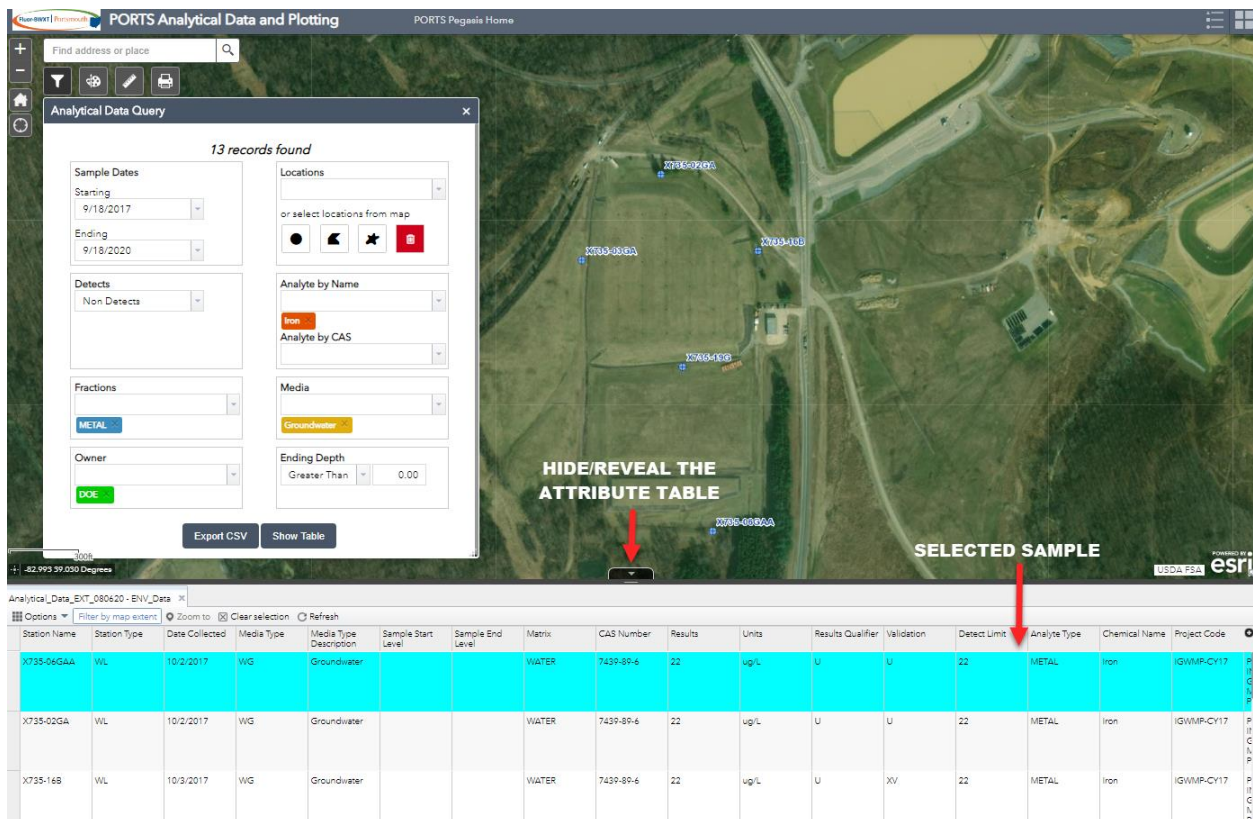 Fluor-BWXT Portsmouth
PORTS Analytical Data and Plotting
PORTS Pegasis Home
Find address or place
Analytical Data Query
13 records found
Sample Dates
Starting
9/18/2017
Ending
9/18/2020
Locations
or select locations from map
Detects
Non Detects
Analyte by Name
Iron
Analyte by CAS
Fractions
METAL
Media
Groundwater
Owner
DOE
Ending Depth
Greater Than 0.00
Export CSV Show Table
X735-02GA
X735-03GA
X735-16B
X735-19G
X735-06GAA
HIDE/REVEAL THE
ATTRIBUTE TABLE
SELECTED SAMPLE
300ft
-82.993 39.030 Degrees
USDA FSA
POWERED BY
esri
Analytical_Data_EXT_080620 - ENV_Data
Options Filter by map extent Zoom to Clear selection Refresh
Station Name Station Type Date Collected Media Type Media Type Description Sample Start Level Sample End Level Matrix CAS Number Results Units Results Qualifier Validation Detect Limit Analyte Type Chemical Name Project Code
X735-06GAA WL 10/2/2017 WG Groundwater WATER 7439-89-6 22 ug/L U U 22 METAL Iron IGWMP-CY17
X735-02GA WL 10/2/2017 WG Groundwater WATER 7439-89-6 22 ug/L U U 22 METAL Iron IGWMP-CY17
X735-16B WL 10/3/2017 WG Groundwater WATER 7439-89-6 22 ug/L U XV 22 METAL Iron IGWMP-CY17